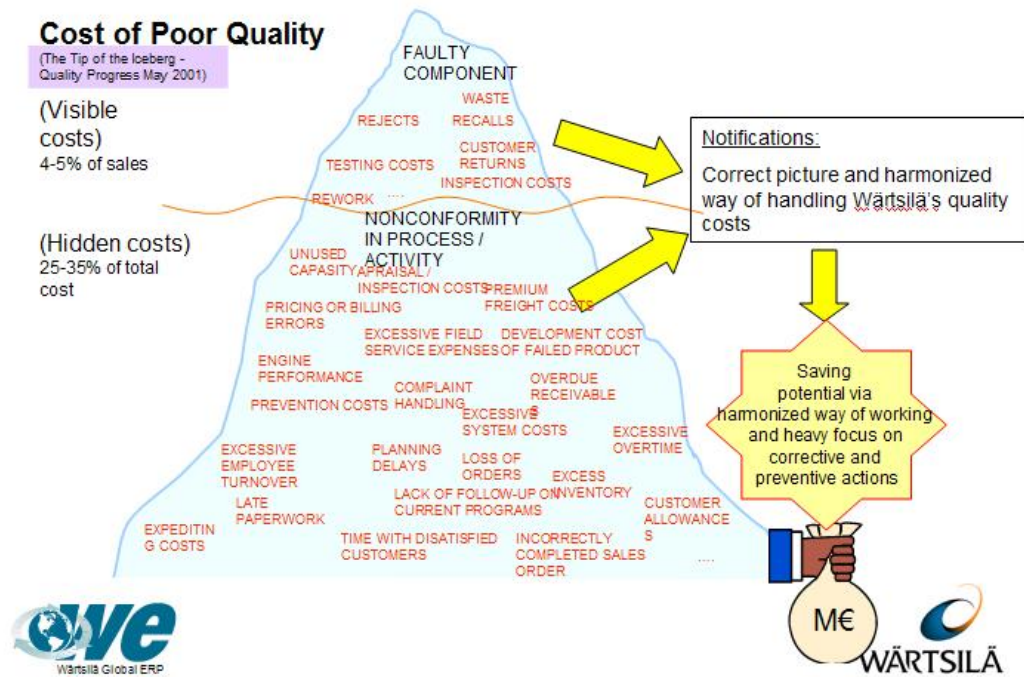 Cost of Poor Quality
(The Tip of the Iceberg -
Quality Progress May 2001)
(Visible
costs)
4-5% of sales
(Hidden costs)
25-35% of total
cost
FAULTY
COMPONENT
WASTE
REJECTS
RECALLS
CUSTOMER
RETURNS
TESTING COSTS
INSPECTION COSTS
REWORK
....
NONCONFORMITY
IN PROCESS /
ACTIVITY
UNUSED
CAPASITY
APRAISAL /
INSPECTION COSTS
PREMIUM
FREIGHT COSTS
PRICING OR BILLING
ERRORS
EXCESSIVE FIELD
SERVICE EXPENSES
DEVELOPMENT COST
OF FAILED PRODUCT
ENGINE
PERFORMANCE
COMPLAINT
HANDLING
OVERDUE
RECEIVABLE
S
PREVENTION COSTS
EXCESSIVE
SYSTEM COSTS
EXCESSIVE
OVERTIME
EXCESSIVE
EMPLOYEE
TURNOVER
PLANNING
DELAYS
LOSS OF
ORDERS
EXCESS
INVENTORY
LATE
PAPERWORK
LACK OF FOLLOW-UP ON
CURRENT PROGRAMS
CUSTOMER
ALLOWANCE
S
EXPEDITIN
G COSTS
TIME WITH DISATISFIED
CUSTOMERS
INCORRECTLY
COMPLETED SALES
ORDER
....
Notifications:
Correct picture and harmonized
way of handling Wärtsilä's quality
costs
Saving
potential via
harmonized way of working
and heavy focus on
corrective and
preventive actions
M€
we
Wärtsilä Global ERP
WÄRTSILÄ